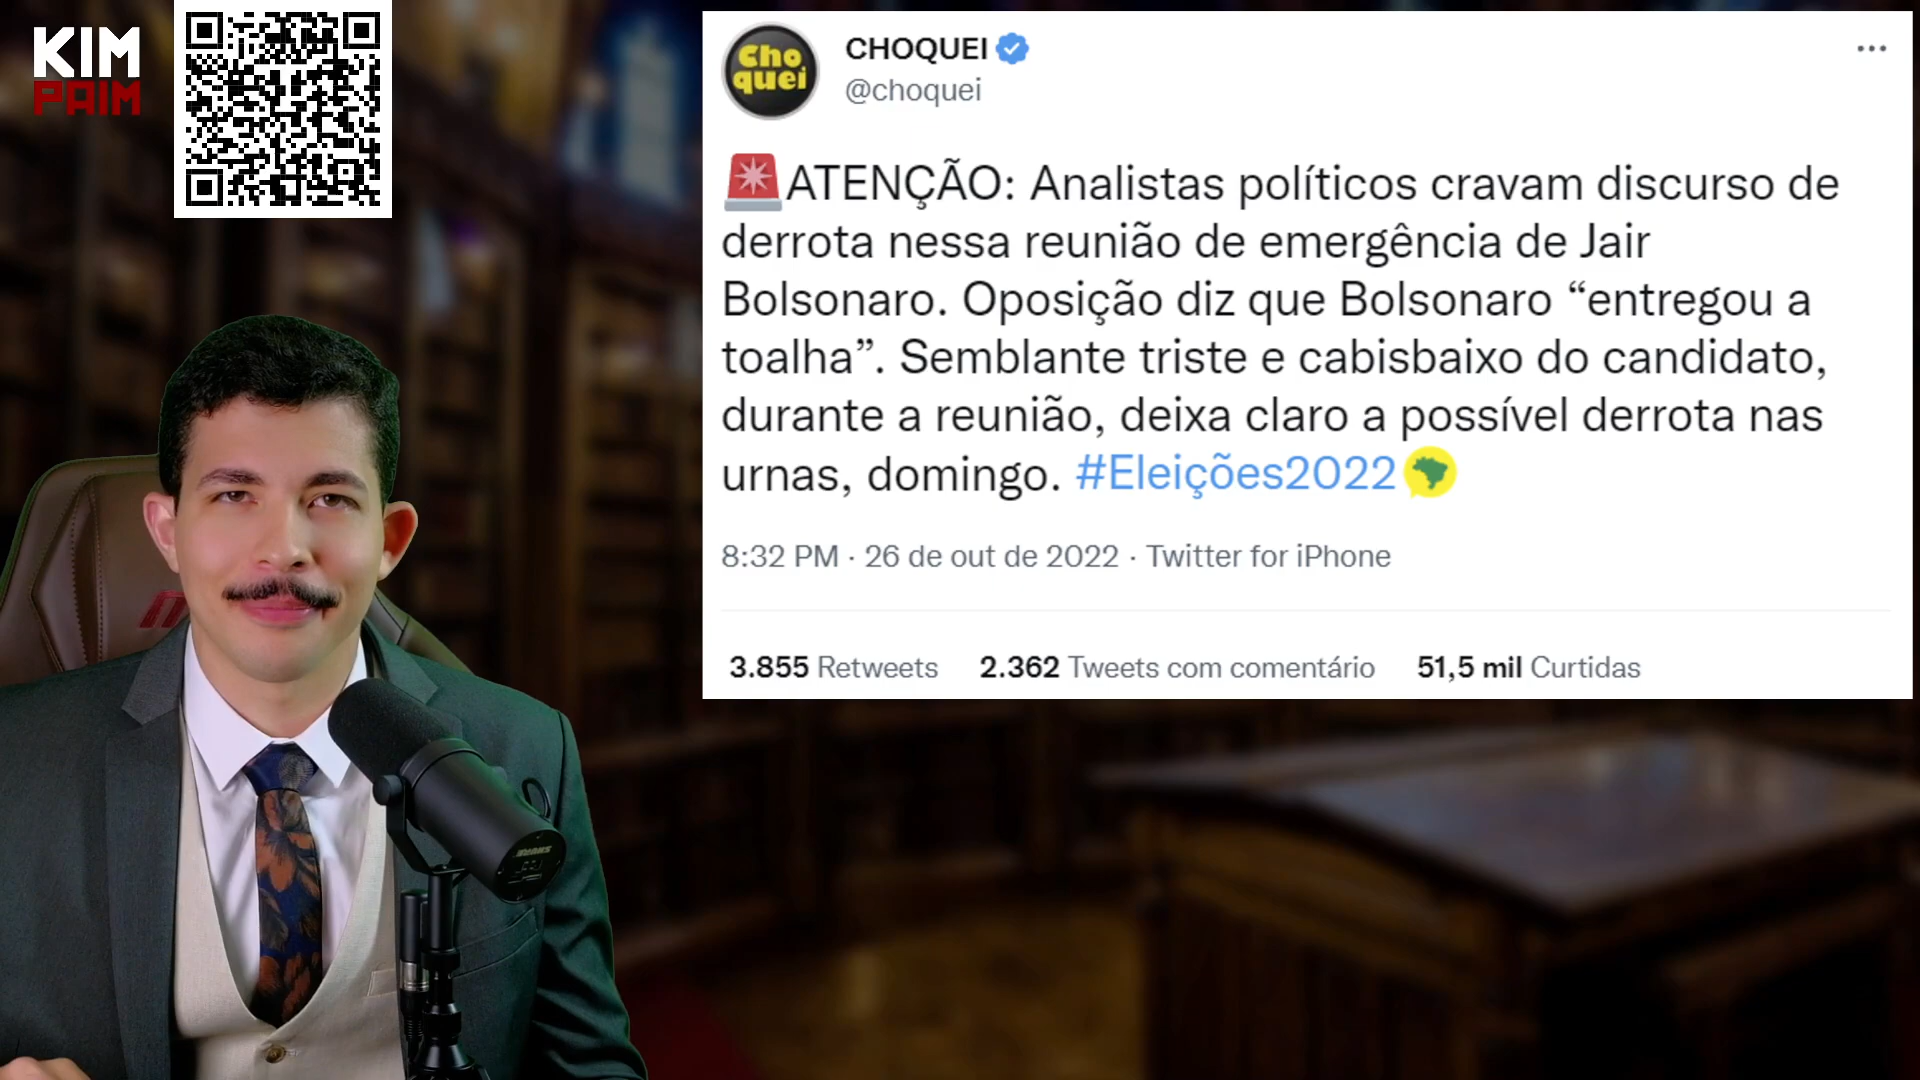 KIM
PAIM
Cho
quei
CHOQUEI
@choquei
ATENÇÃO: Analistas políticos cravam discurso de
derrota nessa reunião de emergência de Jair
Bolsonaro. Oposição diz que Bolsonaro “entregou a
toalha”. Semblante triste e cabisbaixo do candidato,
durante a reunião, deixa claro a possível derrota nas
urnas, domingo. #Eleições2022
8:32 PM · 26 de out de 2022 · Twitter for iPhone
3.855 Retweets 2.362 Tweets com comentário 51,5 mil Curtidas